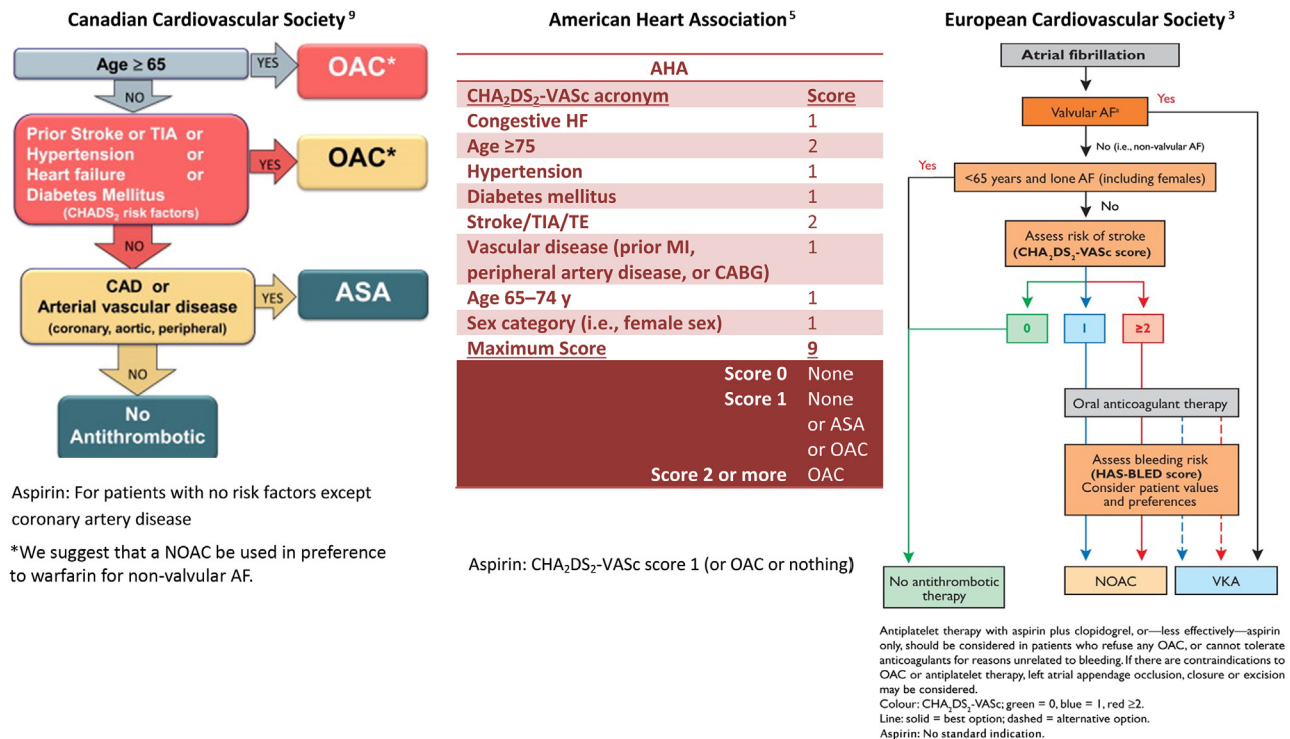 Canadian Cardiovascular Society 9
Age ≥ 65
YES
OAC*
NO
Prior Stroke or TIA or
Hypertension or
Heart failure or
Diabetes Mellitus
(CHADS2 risk factors)
YES
OAC*
NO
CAD or
Arterial vascular disease
(coronary, aortic, peripheral)
YES
ASA
NO
No
Antithrombotic
Aspirin: For patients with no risk factors except
coronary artery disease
*We suggest that a NOAC be used in preference
to warfarin for non-valvular AF.
American Heart Association 5
AHA
CHA2DS2-VASc acronym Score
Congestive HF 1
Age ≥75 2
Hypertension 1
Diabetes mellitus 1
Stroke/TIA/TE 2
Vascular disease (prior MI, 1
peripheral artery disease, or CABG)
Age 65–74 y 1
Sex category (i.e., female sex) 1
Maximum Score 9
Score 0 None
Score 1 None
or ASA
or OAC
Score 2 or more OAC
Aspirin: CHA2DS2-VASc score 1 (or OAC or nothing)
European Cardiovascular Society 3
Atrial fibrillation
Yes
Valvular AFa
No (i.e., non-valvular AF)
Yes
<65 years and lone AF (including females)
No
Assess risk of stroke
(CHA2DS2-VASc score)
0 1 ≥2
Oral anticoagulant therapy
Assess bleeding risk
(HAS-BLED score)
Consider patient values
and preferences
No antithrombotic
therapy
NOAC
VKA
Antiplatelet therapy with aspirin plus clopidogrel, or—less effectively—aspirin
only, should be considered in patients who refuse any OAC, or cannot tolerate
anticoagulants for reasons unrelated to bleeding. If there are contraindications to
OAC or antiplatelet therapy, left atrial appendage occlusion, closure or excision
may be considered.
Colour: CHA2DS2-VASc; green = 0, blue = 1, red ≥2.
Line: solid = best option; dashed = alternative option.
Aspirin: No standard indication.